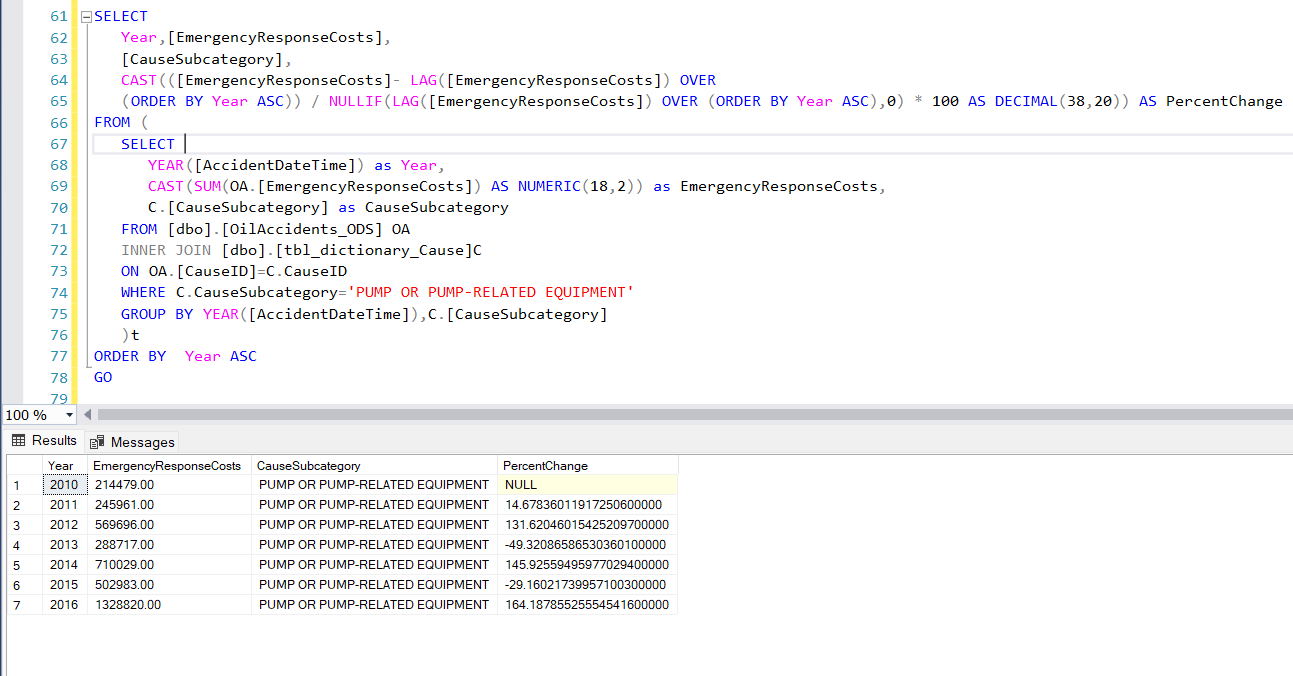 61 SELECT
62 Year,[EmergencyResponseCosts],
63 [CauseSubcategory],
64 CAST(([EmergencyResponseCosts]- LAG([EmergencyResponseCosts]) OVER
65 (ORDER BY Year ASC)) / NULLIF(LAG([EmergencyResponseCosts]) OVER (ORDER BY Year ASC),0) * 100 AS DECIMAL(38,20)) AS PercentChange
66 FROM (
67 SELECT
68 YEAR([AccidentDateTime]) as Year,
69 CAST(SUM(OA.[EmergencyResponseCosts]) AS NUMERIC(18,2)) as EmergencyResponseCosts,
70 C.[CauseSubcategory] as CauseSubcategory
71 FROM [dbo].[OilAccidents_ODS] OA
72 INNER JOIN [dbo].[tbl_dictionary_Cause]C
73 ON OA.[CauseID]=C.CauseID
74 WHERE C.CauseSubcategory='PUMP OR PUMP-RELATED EQUIPMENT'
75 GROUP BY YEAR([AccidentDateTime]),C.[CauseSubcategory]
76 )t
77 ORDER BY  Year ASC
78 GO
79
100 %
Results Messages
Year EmergencyResponseCosts CauseSubcategory PercentChange
1 2010 214479.00 PUMP OR PUMP-RELATED EQUIPMENT NULL
2 2011 245961.00 PUMP OR PUMP-RELATED EQUIPMENT 14.67836011917250600000
3 2012 569696.00 PUMP OR PUMP-RELATED EQUIPMENT 131.62046015425209700000
4 2013 288717.00 PUMP OR PUMP-RELATED EQUIPMENT -49.32086586530360100000
5 2014 710029.00 PUMP OR PUMP-RELATED EQUIPMENT 145.92559495977029400000
6 2015 502983.00 PUMP OR PUMP-RELATED EQUIPMENT -29.16021739957100300000
7 2016 1328820.00 PUMP OR PUMP-RELATED EQUIPMENT 164.18785525554541600000